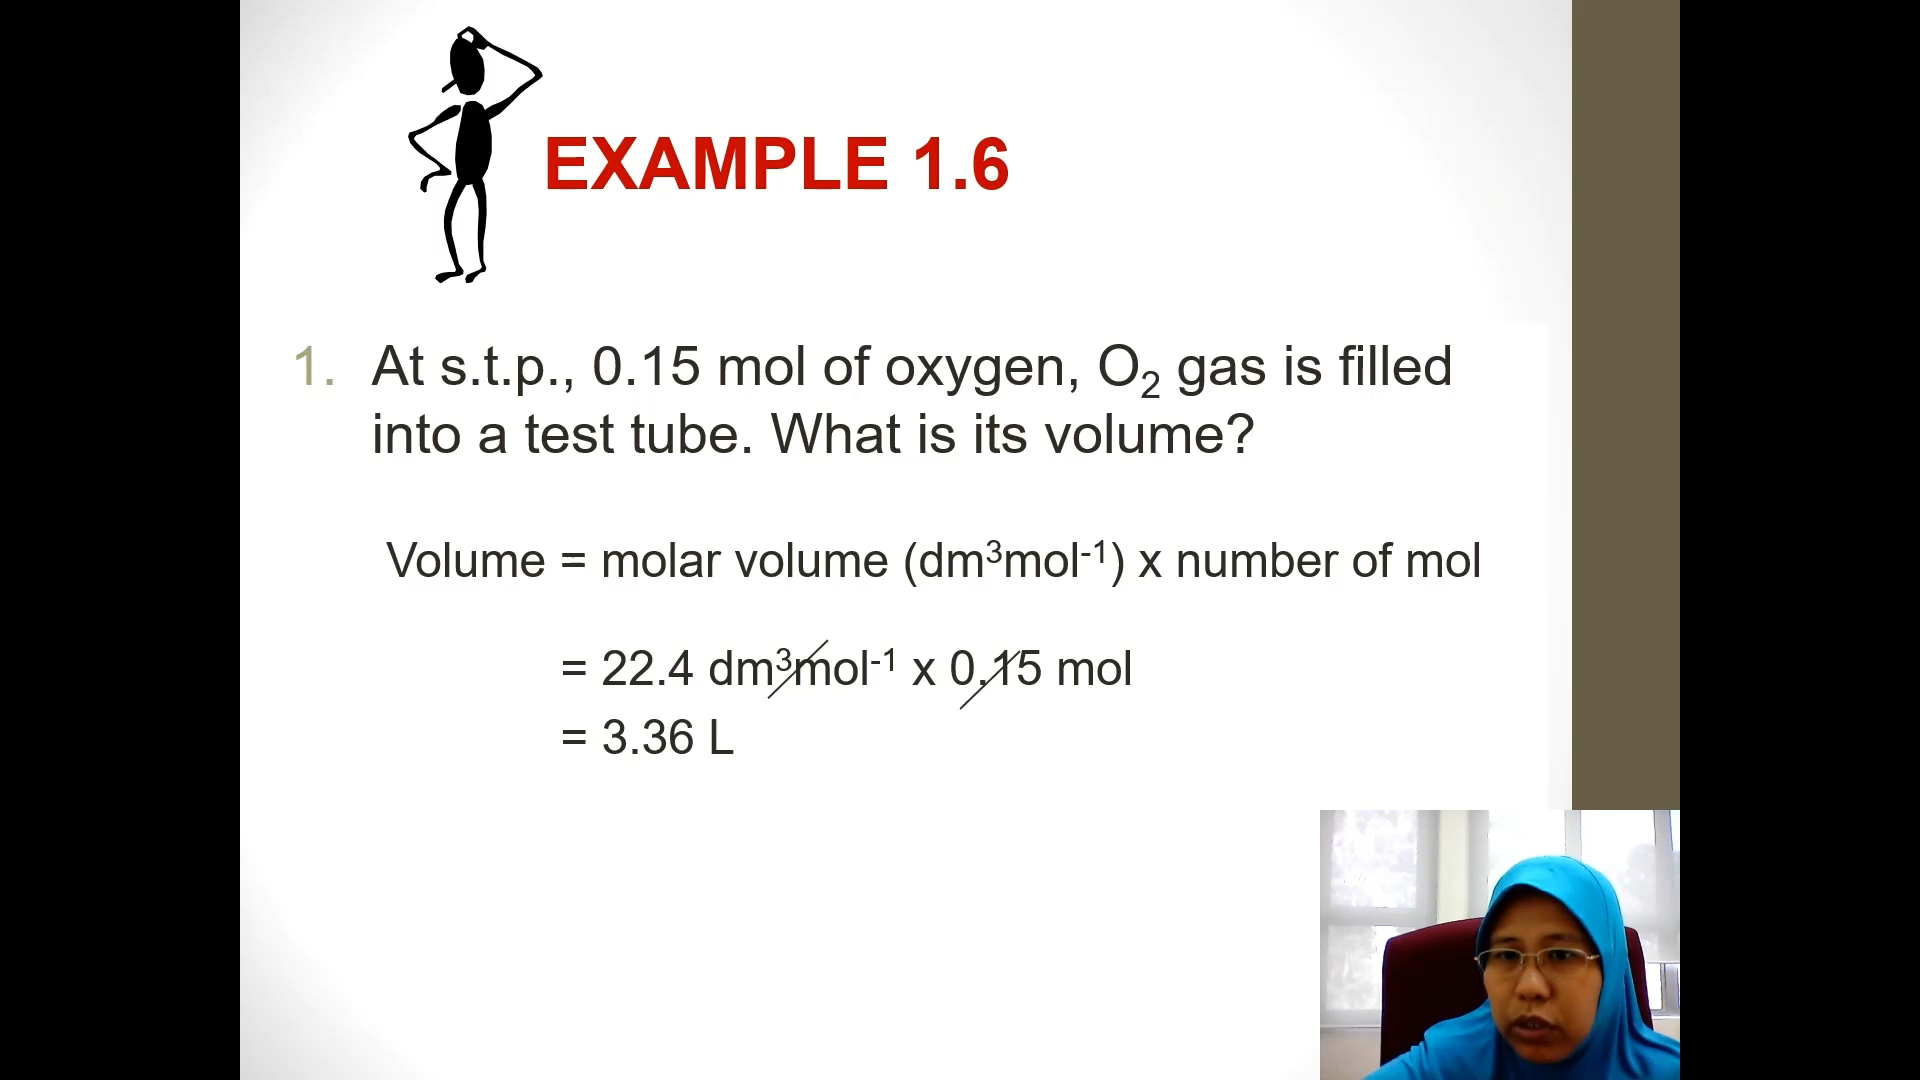 EXAMPLE 1.6
1. At s.t.p., 0.15 mol of oxygen, O₂ gas is filled
into a test tube. What is its volume?
Volume = molar volume (dm³mol⁻¹) x number of mol
= 22.4 dm³mol⁻¹ x 0.15 mol
= 3.36 L